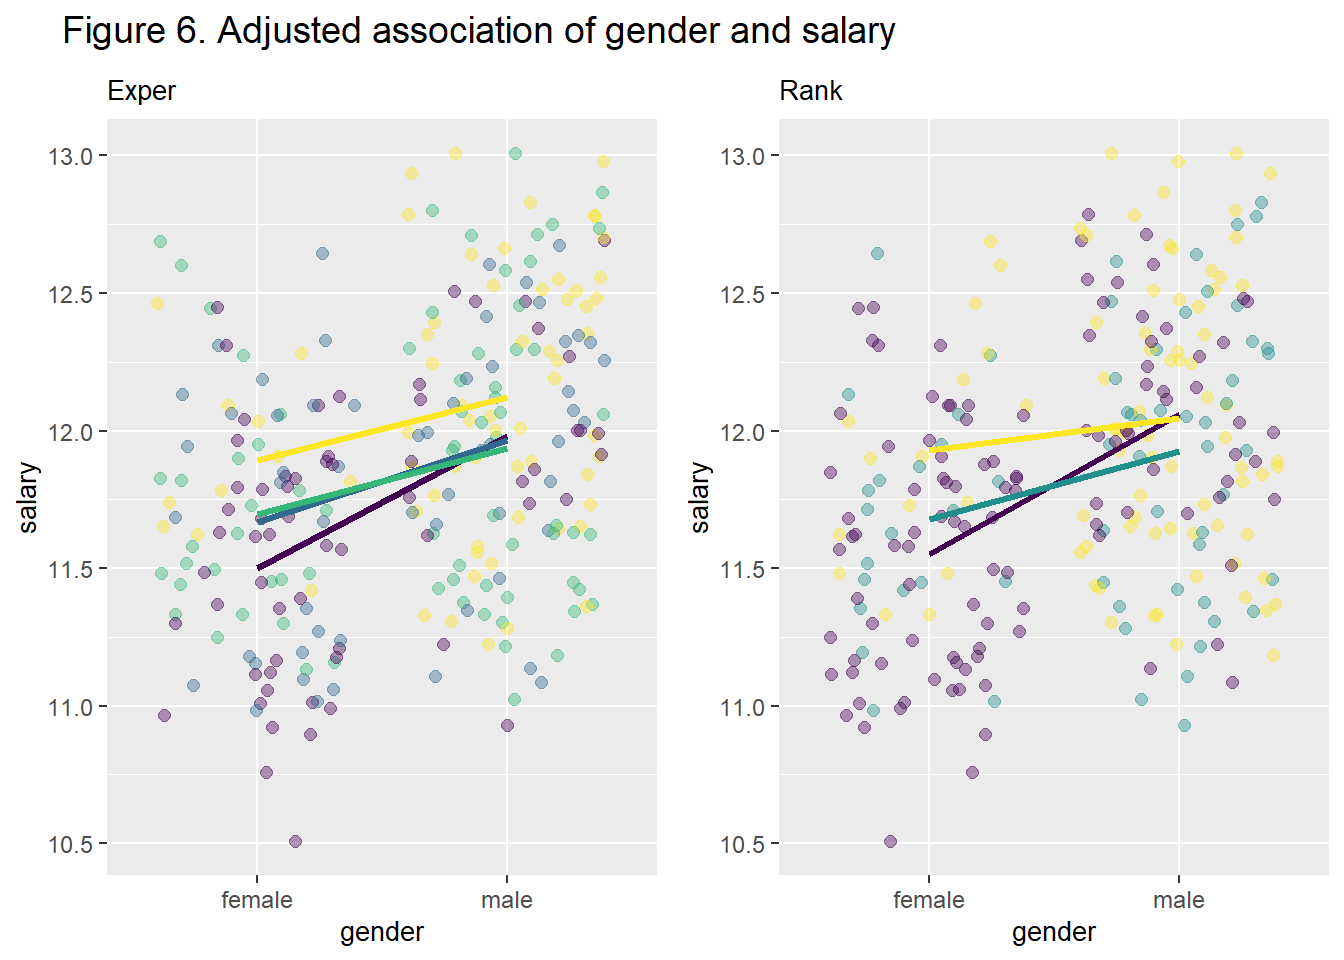 Figure 6. Adjusted association of gender and salary
Exper
13.0
12.5
12.0
11.5
11.0
10.5
salary
female
male
gender
Rank
13.0
12.5
12.0
11.5
11.0
10.5
salary
female
male
gender